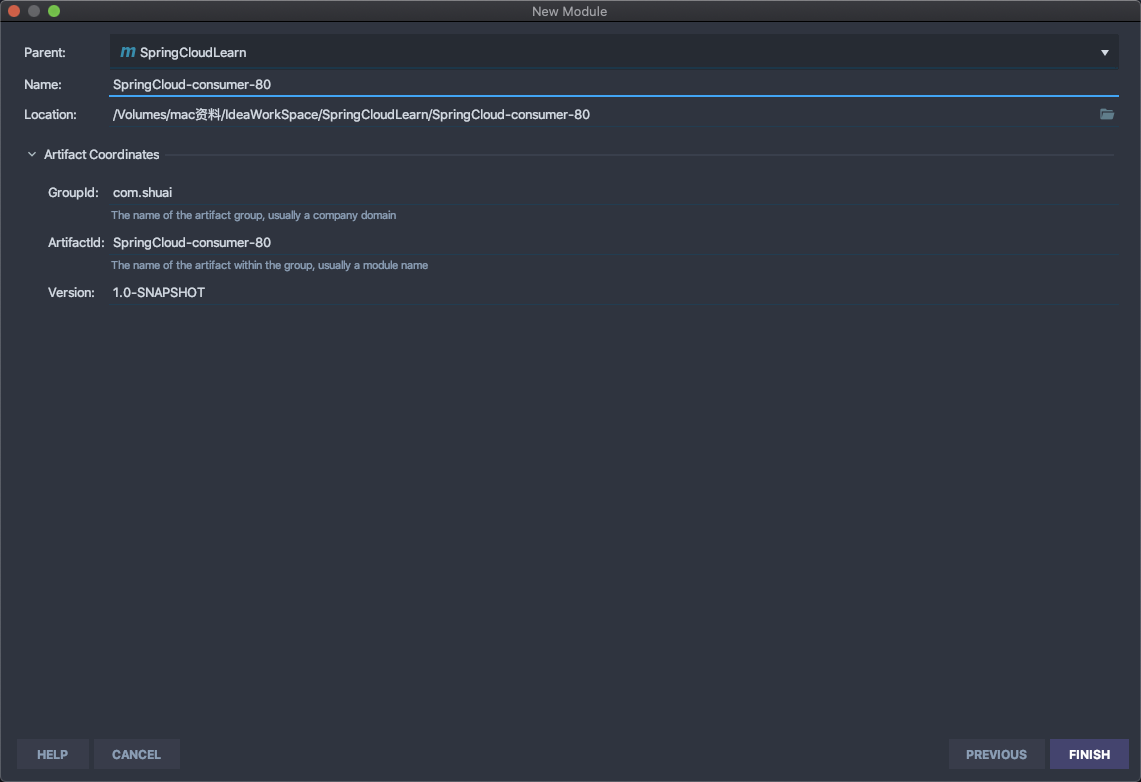 New Module
Parent: m SpringCloudLearn
Name: SpringCloud-consumer-80
Location: /Volumes/mac资料/IdeaWorkSpace/SpringCloudLearn/SpringCloud-consumer-80
Artifact Coordinates
GroupId: com.shuai
The name of the artifact group, usually a company domain
ArtifactId: SpringCloud-consumer-80
The name of the artifact within the group, usually a module name
Version: 1.0-SNAPSHOT
HELP CANCEL PREVIOUS FINISH